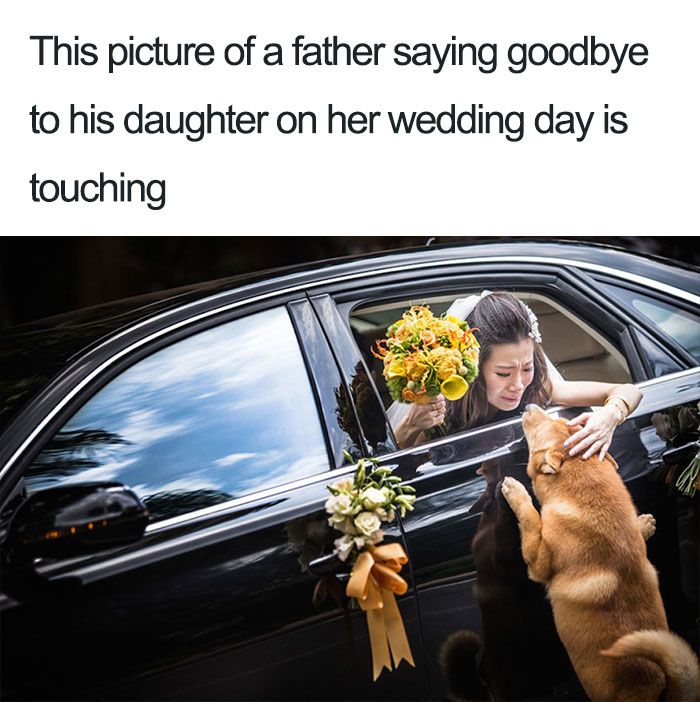 This picture of a father saying goodbye
to his daughter on her wedding day is
touching